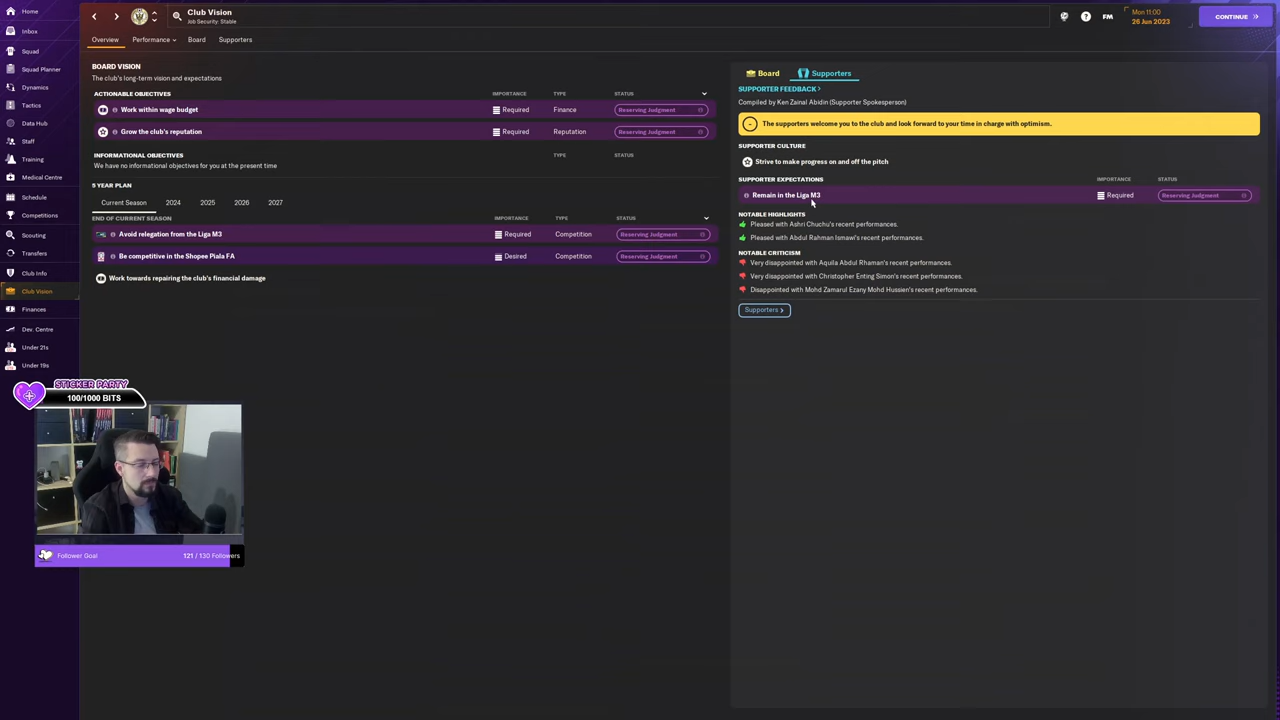 Home
Inbox
Squad
Squad Planner
Dynamics
Tactics
Data Hub
Staff
Training
Medical Centre
Schedule
Competitions
Scouting
Transfers
Club Info
Club Vision
Finances
Dev. Centre
Under 21s
Under 19s
Club Vision
Job Security: Stable
FM
Mon 11:00
26 Jun 2023
CONTINUE
Overview
Performance
Board
Supporters
BOARD VISION
The club's long-term vision and expectations
ACTIONABLE OBJECTIVES IMPORTANCE TYPE STATUS
Work within wage budget Required Finance Reserving Judgment
Grow the club's reputation Required Reputation Reserving Judgment
INFORMATIONAL OBJECTIVES TYPE STATUS
We have no informational objectives for you at the present time
5 YEAR PLAN
Current Season 2024 2025 2026 2027
END OF CURRENT SEASON IMPORTANCE TYPE STATUS
Avoid relegation from the Liga M3 Required Competition Reserving Judgment
Be competitive in the Shopee Piala FA Desired Competition Reserving Judgment
Work towards repairing the club's financial damage
Board Supporters
SUPPORTER FEEDBACK >
Compiled by Ken Zainal Abidin (Supporter Spokesperson)
The supporters welcome you to the club and look forward to your time in charge with optimism.
SUPPORTER CULTURE
Strive to make progress on and off the pitch
SUPPORTER EXPECTATIONS IMPORTANCE STATUS
Remain in the Liga M3 Required Reserving Judgment
NOTABLE HIGHLIGHTS
Pleased with Ashri Chuchu's recent performances.
Pleased with Abdul Rahman Ismawi's recent performances.
NOTABLE CRITICISM
Very disappointed with Aquila Abdul Rhaman's recent performances.
Very disappointed with Christopher Enting Simon's recent performances.
Disappointed with Mohd Zamarul Ezany Mohd Hussien's recent performances.
Supporters >
STICKER PARTY
100/1000 BITS
Follower Goal 121 / 130 Followers